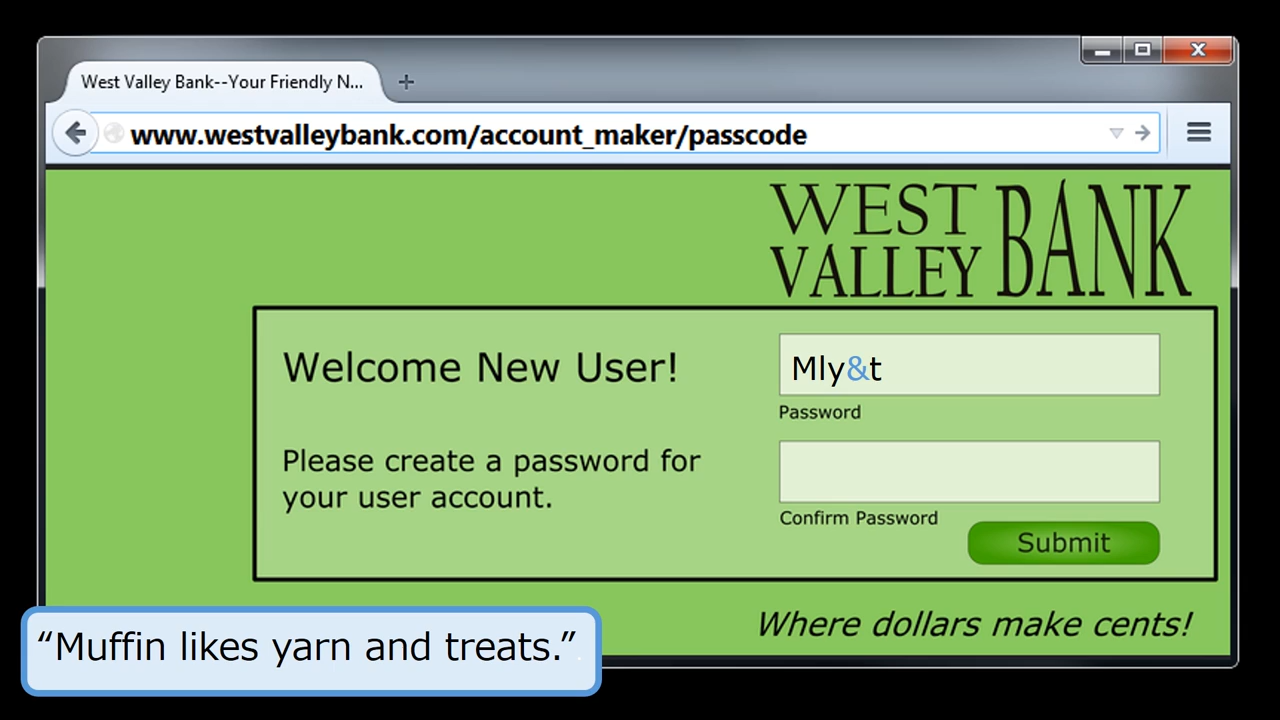 West Valley Bank--Your Friendly N...
www.westvalleybank.com/account_maker/passcode
WEST VALLEY BANK
Welcome New User!
Mly&t
Password
Please create a password for
your user account.
Confirm Password
Submit
Where dollars make cents!
“Muffin likes yarn and treats.”